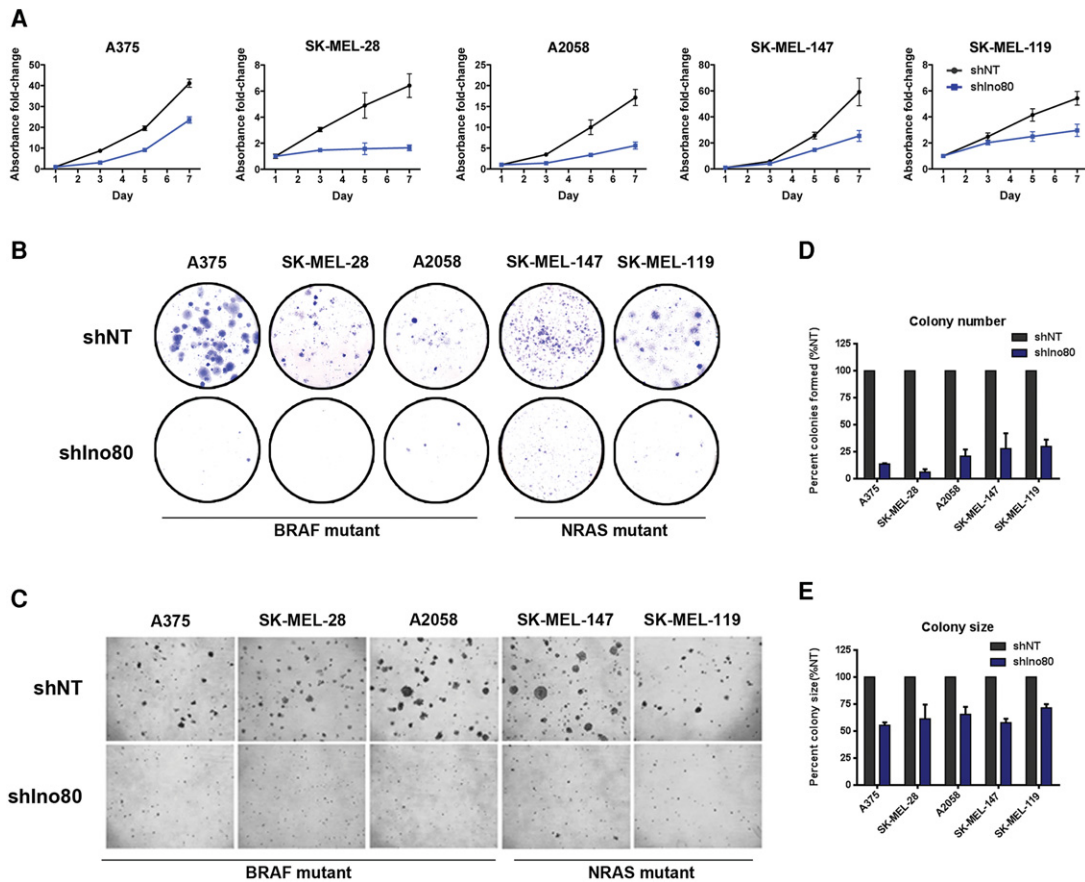 A
A375
SK-MEL-28
A2058
SK-MEL-147
SK-MEL-119
Absorbance fold-change
50
40
30
20
10
0
1 2 3 4 5 6 7
Day
Absorbance fold-change
8
6
4
2
0
1 2 3 4 5 6 7
Day
Absorbance fold-change
25
20
15
10
5
0
1 2 3 4 5 6 7
Day
Absorbance fold-change
80
60
40
20
0
1 2 3 4 5 6 7
Day
Absorbance fold-change
8
6
4
2
0
1 2 3 4 5 6 7
Day
shNT
shIno80
B
A375 SK-MEL-28 A2058 SK-MEL-147 SK-MEL-119
shNT
shIno80
BRAF mutant NRAS mutant
D
Colony number
shNT
shIno80
Percent colonies formed (%NT)
125
100
75
50
25
0
A375
SK-MEL-28
A2058
SK-MEL-147
SK-MEL-119
C
A375 SK-MEL-28 A2058 SK-MEL-147 SK-MEL-119
shNT
shIno80
BRAF mutant NRAS mutant
E
Colony size
shNT
shIno80
Percent colony size(%NT)
125
100
75
50
25
0
A375
SK-MEL-28
A2058
SK-MEL-147
SK-MEL-119